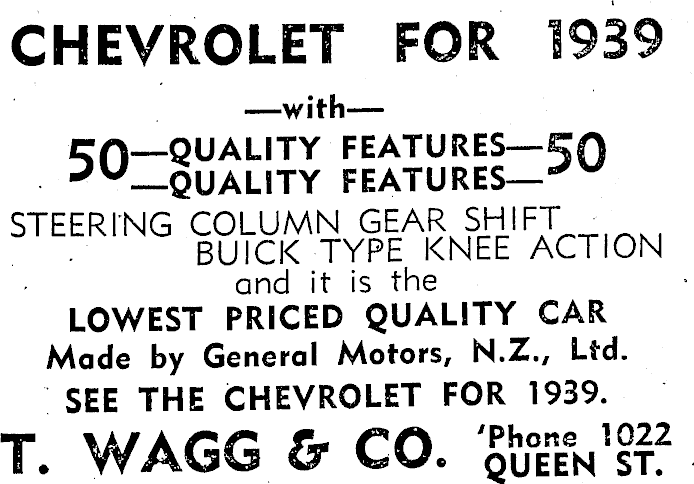 CHEVROLET FOR 1939
—with—
50—QUALITY FEATURES—50
—QUALITY FEATURES—
STEERING COLUMN GEAR SHIFT
BUICK TYPE KNEE ACTION
and it is the
LOWEST PRICED QUALITY CAR
Made by General Motors, N.Z., Ltd.
SEE THE CHEVROLET FOR 1939.
T. WAGG & CO. 'Phone 1022
QUEEN ST.